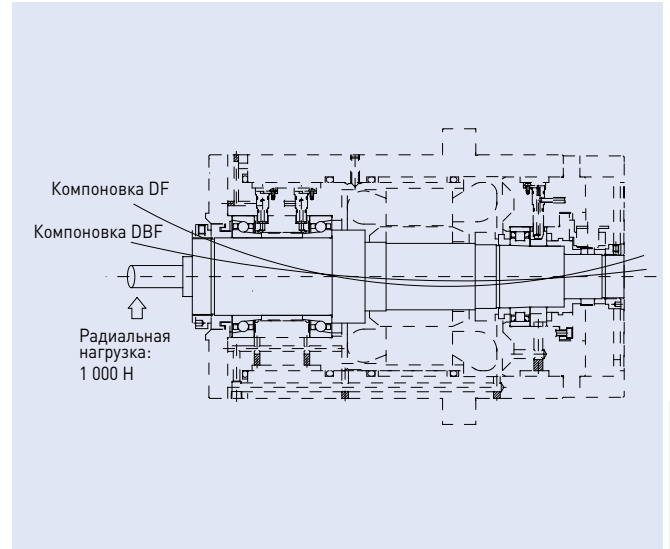 Компоновка DF
Компоновка DBF
Радиальная
нагрузка:
1 000 Н